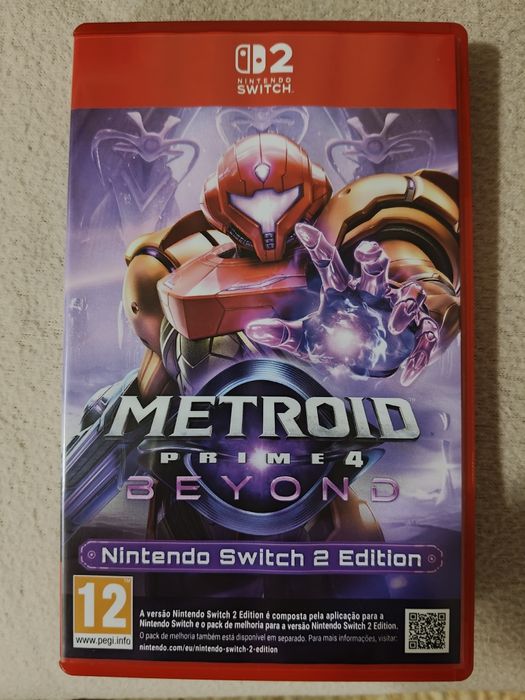 2
NINTENDO
SWITCH
METROID
PRIME 4
BEYOND
Nintendo Switch 2 Edition
12
www.pegi.info
A versão Nintendo Switch 2 Edition é composta pela aplicação para a
Nintendo Switch e o pack de melhoria para a versão Nintendo Switch 2 Edition.
O pack de melhoria também está disponível em separado. Para mais informações, visitar:
nintendo.com/eu/nintendo-switch-2-edition